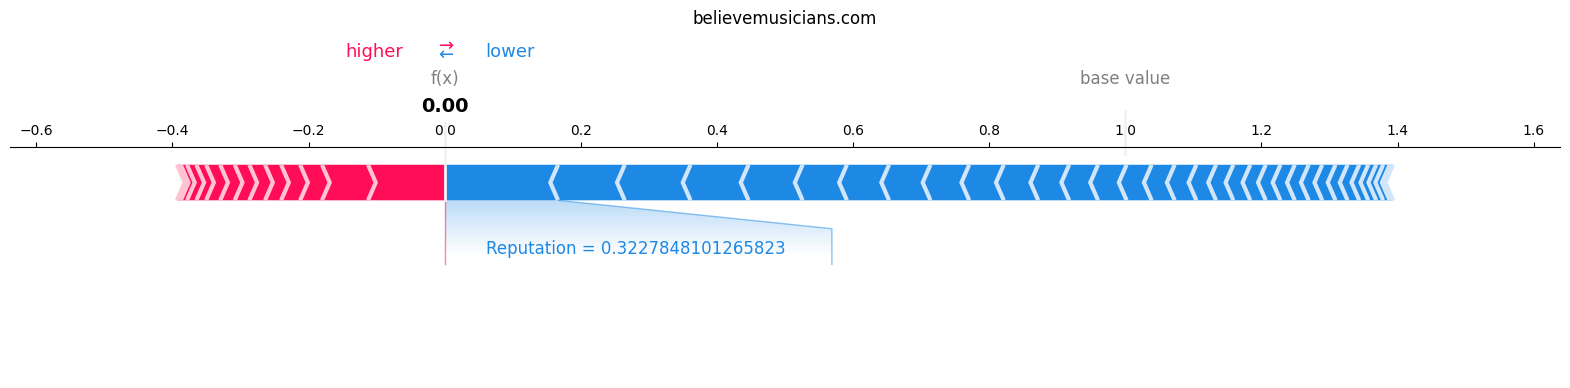 believemusicians.com
higher ⇄ lower
f(x) base value
0.00
−0.6 −0.4 −0.2 0.0 0.2 0.4 0.6 0.8 1.0 1.2 1.4 1.6
Reputation = 0.3227848101265823